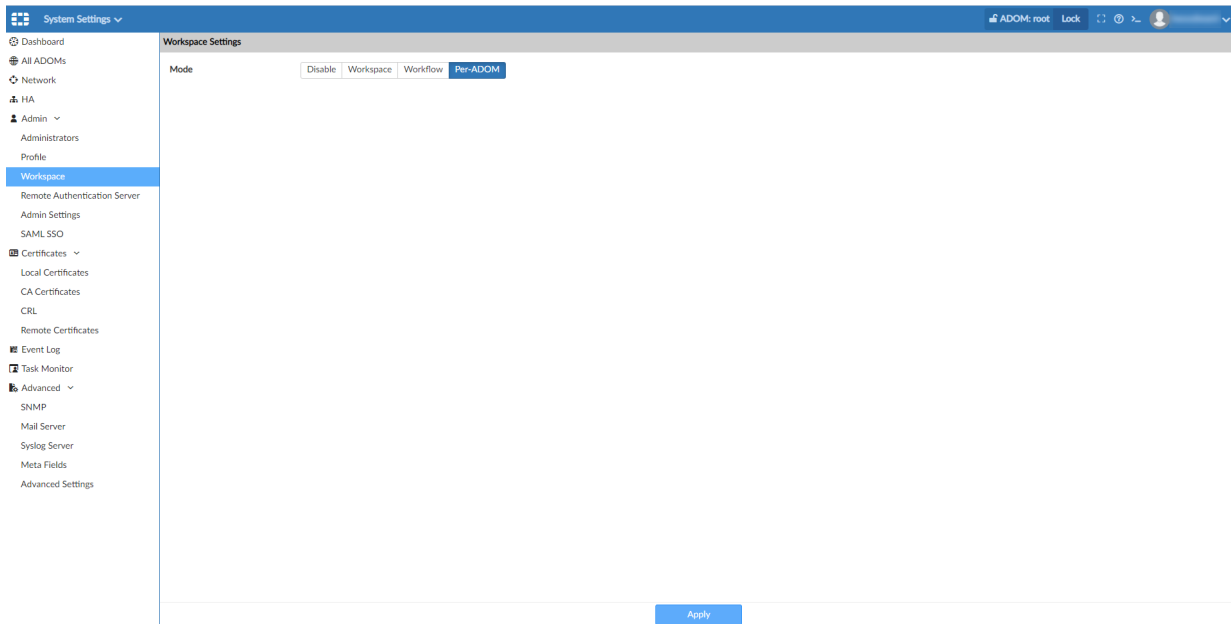 System Settings
ADOM: root Lock
Dashboard
All ADOMs
Network
HA
Admin
Administrators
Profile
Workspace
Remote Authentication Server
Admin Settings
SAML SSO
Certificates
Local Certificates
CA Certificates
CRL
Remote Certificates
Event Log
Task Monitor
Advanced
SNMP
Mail Server
Syslog Server
Meta Fields
Advanced Settings
Workspace Settings
Mode Disable Workspace Workflow Per-ADOM
Apply